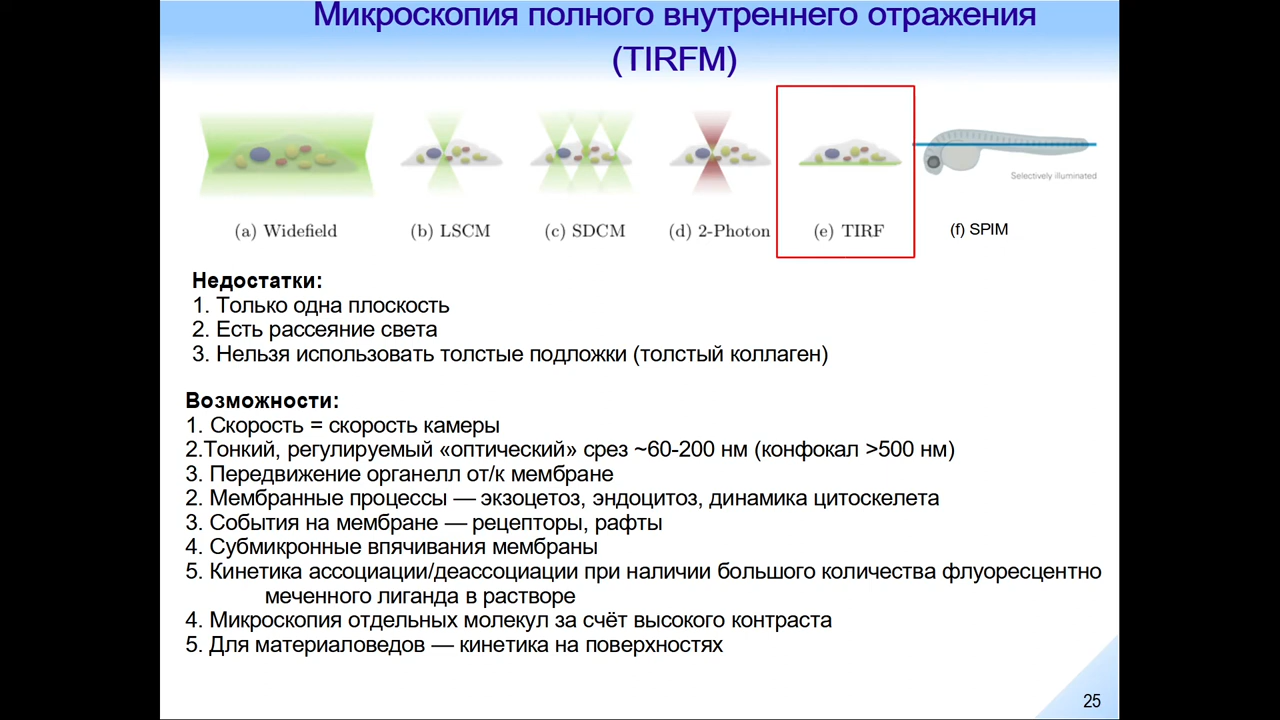 Микроскопия полного внутреннего отражения
(TIRFM)
Selectively illuminated
(a) Widefield (b) LSCM (c) SDCM (d) 2-Photon (e) TIRF (f) SPIM
Недостатки:
1. Только одна плоскость
2. Есть рассеяние света
3. Нельзя использовать толстые подложки (толстый коллаген)
Возможности:
1. Скорость = скорость камеры
2.Тонкий, регулируемый «оптический» срез ~60-200 нм (конфокал >500 нм)
3. Передвижение органелл от/к мембране
2. Мембранные процессы — экзоцетоз, эндоцитоз, динамика цитоскелета
3. События на мембране — рецепторы, рафты
4. Субмикронные впячивания мембраны
5. Кинетика ассоциации/деассоциации при наличии большого количества флуоресцентно
меченного лиганда в растворе
4. Микроскопия отдельных молекул за счёт высокого контраста
5. Для материаловедов — кинетика на поверхностях
25